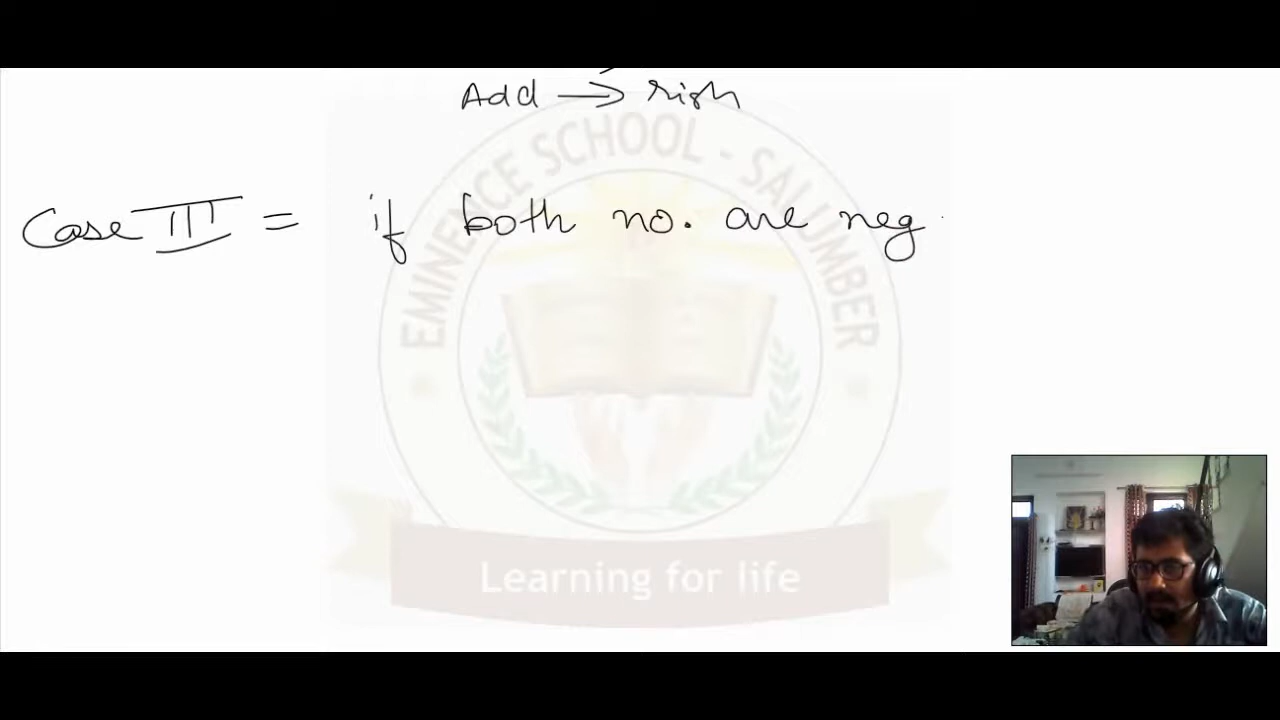 Add → righ
Case III = if both no. are neg
EMINENCE SCHOOL - SALUMBER
Learning for life